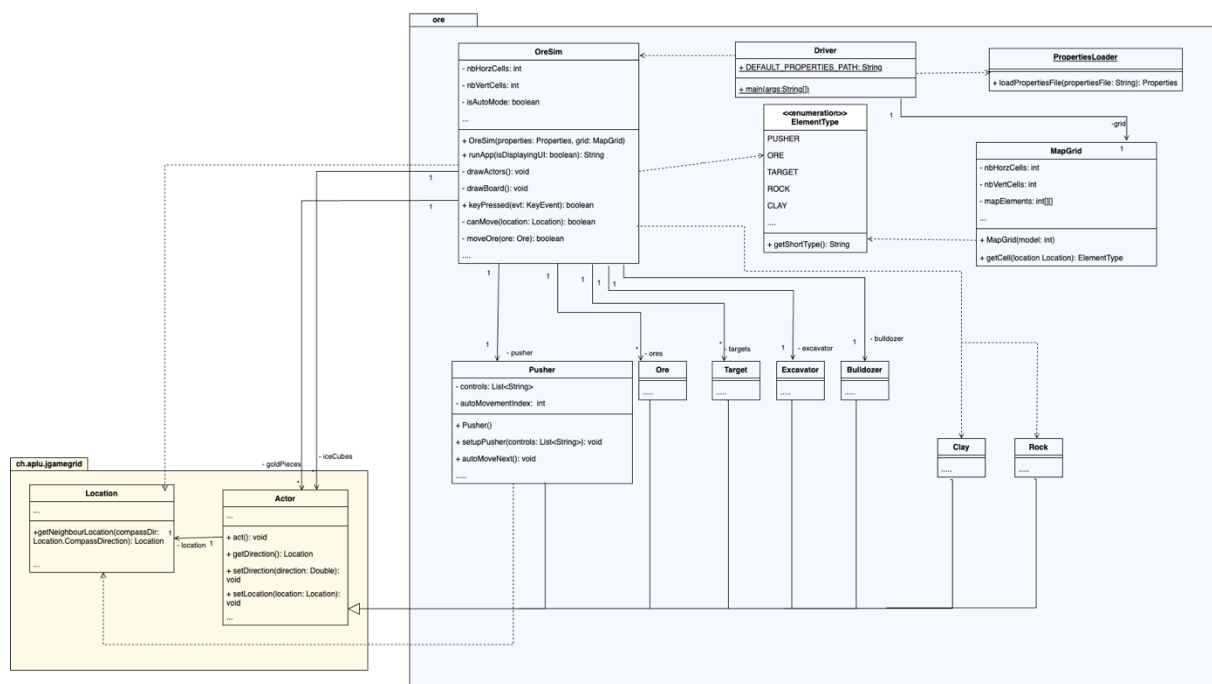 ore
OreSim
- nbHorzCells: int
- nbVertCells: int
- isAutoMode: boolean
...
+ OreSim(properties: Properties, grid: MapGrid)
+ runApp(isDisplayingUI: boolean): String
- drawActors(): void
- drawBoard(): void
+ keyPressed(evt: KeyEvent): boolean
- canMove(location: Location): boolean
- moveOre(ore: Ore): boolean
....
Driver
+ DEFAULT_PROPERTIES_PATH: String
+ main(args:String[])
PropertiesLoader
+ loadPropertiesFile(propertiesFile: String): Properties
<<enumeration>>
ElementType
PUSHER
ORE
TARGET
ROCK
CLAY
....
+ getShortType(): String
1
-grid
1
MapGrid
- nbHorzCells: int
- nbVertCells: int
- mapElements: int[][]
...
+ MapGrid(model: int)
+ getCell(location Location): ElementType
1
1
1
1
1
1
1
1
- pusher
*
- ores
*
- targets
1
- excavator
1
- bulldozer
Pusher
- controls: List<String>
- autoMovementIndex: int
+ Pusher()
+ setupPusher(controls: List<String>): void
+ autoMoveNext(): void
.....
Ore
.....
Target
.....
Excavator
.....
Bulldozer
.....
Clay
.....
Rock
.....
ch.aplu.jgamegrid
- goldPieces
- iceCubes
*
Location
...
+getNeighbourLocation(compassDir:
Location.CompassDirection): Location
...
1
- location
1
Actor
...
+ act(): void
+ getDirection(): Location
+ setDirection(direction: Double):
void
+ setLocation(location: Location):
void
...